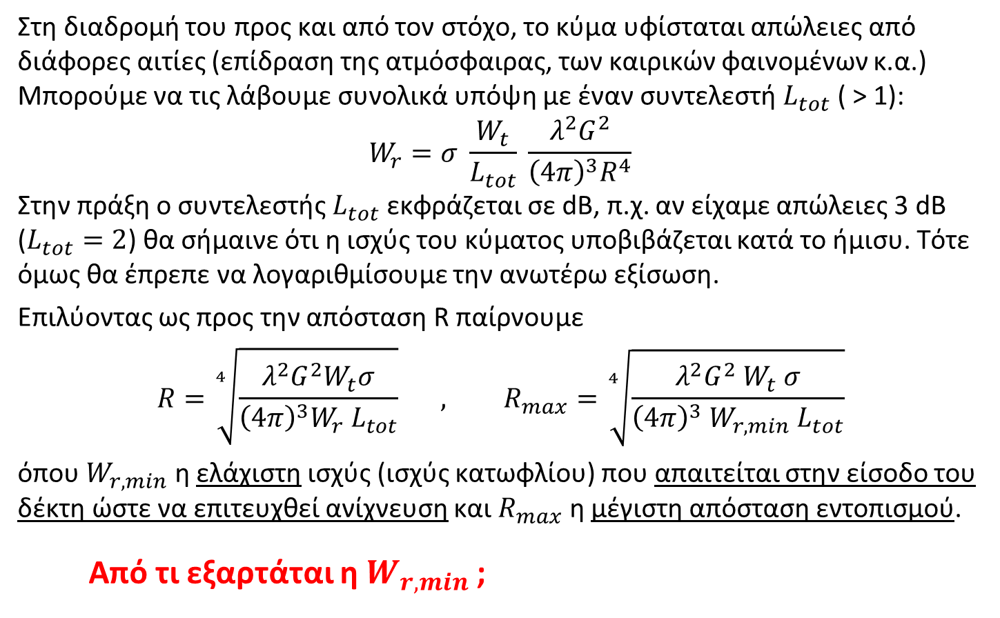 Στη διαδρομή του προς και από τον στόχο, το κύμα υφίσταται απώλειες από
διάφορες αιτίες (επίδραση της ατμόσφαιρας, των καιρικών φαινομένων κ.α.)
Μπορούμε να τις λάβουμε συνολικά υπόψη με έναν συντελεστή $L_{tot}$ ( > 1):
$W_r = \sigma \frac{W_t}{L_{tot}} \frac{\lambda^2 G^2}{(4\pi)^3 R^4}$
Στην πράξη ο συντελεστής $L_{tot}$ εκφράζεται σε dB, π.χ. αν είχαμε απώλειες 3 dB
($L_{tot} = 2$) θα σήμαινε ότι η ισχύς του κύματος υποβιβάζεται κατά το ήμισυ. Τότε
όμως θα έπρεπε να λογαριθμίσουμε την ανωτέρω εξίσωση.
Επιλύοντας ως προς την απόσταση R παίρνουμε
$R = \sqrt[4]{\frac{\lambda^2 G^2 W_t \sigma}{(4\pi)^3 W_r L_{tot}}}$ , $R_{max} = \sqrt[4]{\frac{\lambda^2 G^2 W_t \sigma}{(4\pi)^3 W_{r,min} L_{tot}}}$
όπου $W_{r,min}$ η ελάχιστη ισχύς (ισχύς κατωφλίου) που απαιτείται στην είσοδο του
δέκτη ώστε να επιτευχθεί ανίχνευση και $R_{max}$ η μέγιστη απόσταση εντοπισμού.
Από τι εξαρτάται η $W_{r,min}$ ;